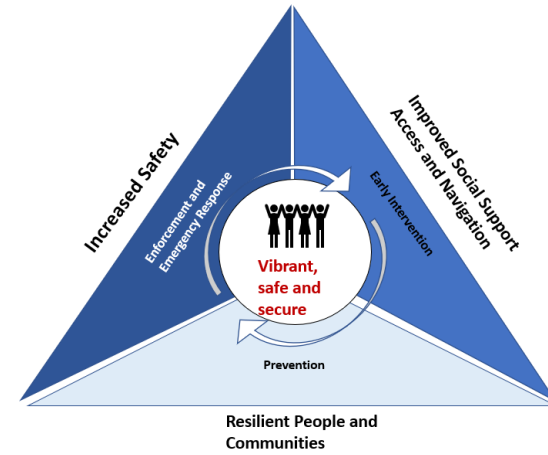 Increased Safety
Enforcement and
Emergency Response
Improved Social Support
Access and Navigation
Early Intervention
Vibrant,
safe and
secure
Prevention
Resilient People and
Communities